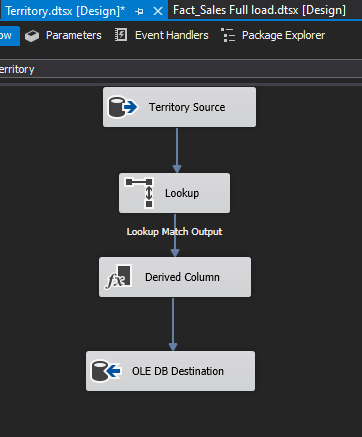 Territory.dtsx [Design]* Fact_Sales Full load.dtsx [Design]
ow Parameters Event Handlers Package Explorer
erritory
Territory Source
Lookup
Lookup Match Output
fx Derived Column
OLE DB Destination